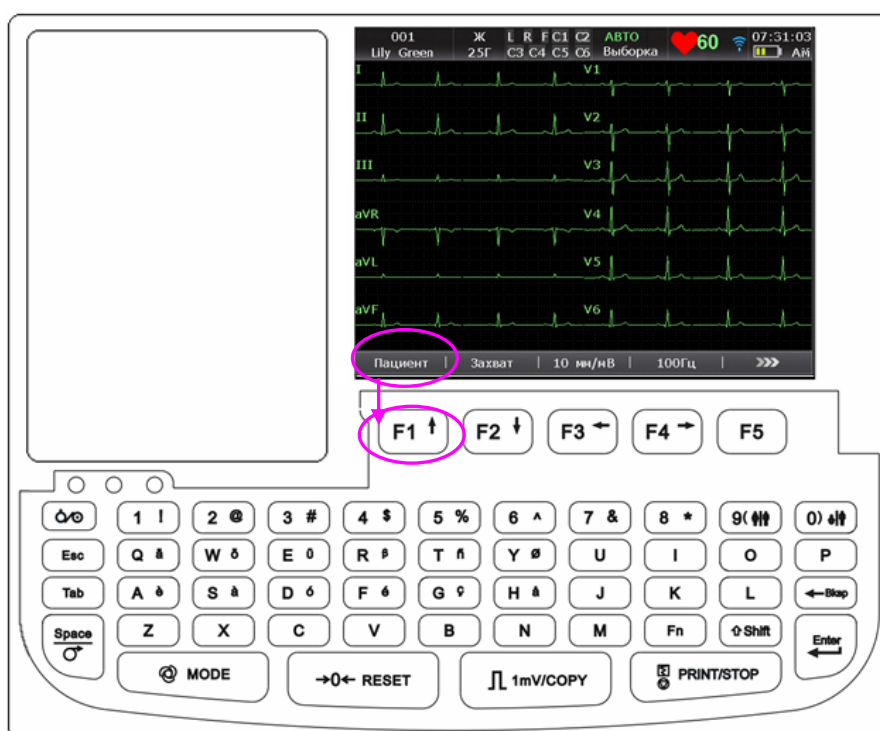 001 Ж L R F C1 C2 АВТО 60 07:31:03
Lily Green 25Г C3 C4 C5 C6 Выборка AM
I V1
II V2
III V3
aVR V4
aVL V5
aVF V6
Пациент | Захват | 10 мм/мВ | 100Гц | >>>
F1 ↑ F2 ↓ F3 ← F4 → F5
1 ! 2 @ 3 # 4 $ 5 % 6 ^ 7 & 8 * 9( 0)
Esc Q W E R T Y U I O P
Tab A S D F G H J K L ←Bksp
Space Z X C V B N M Fn ⇧Shift Enter
MODE →0← RESET 1mV/COPY PRINT/STOP